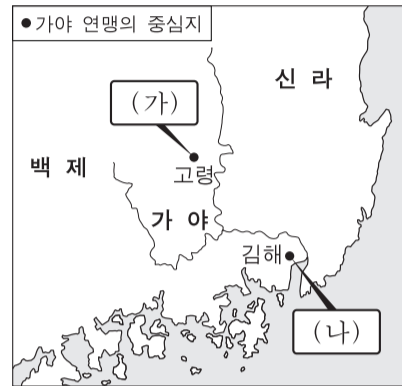 ●가야 연맹의 중심지
신 라
(가)
백 제
고령
가 야
김해
(나)